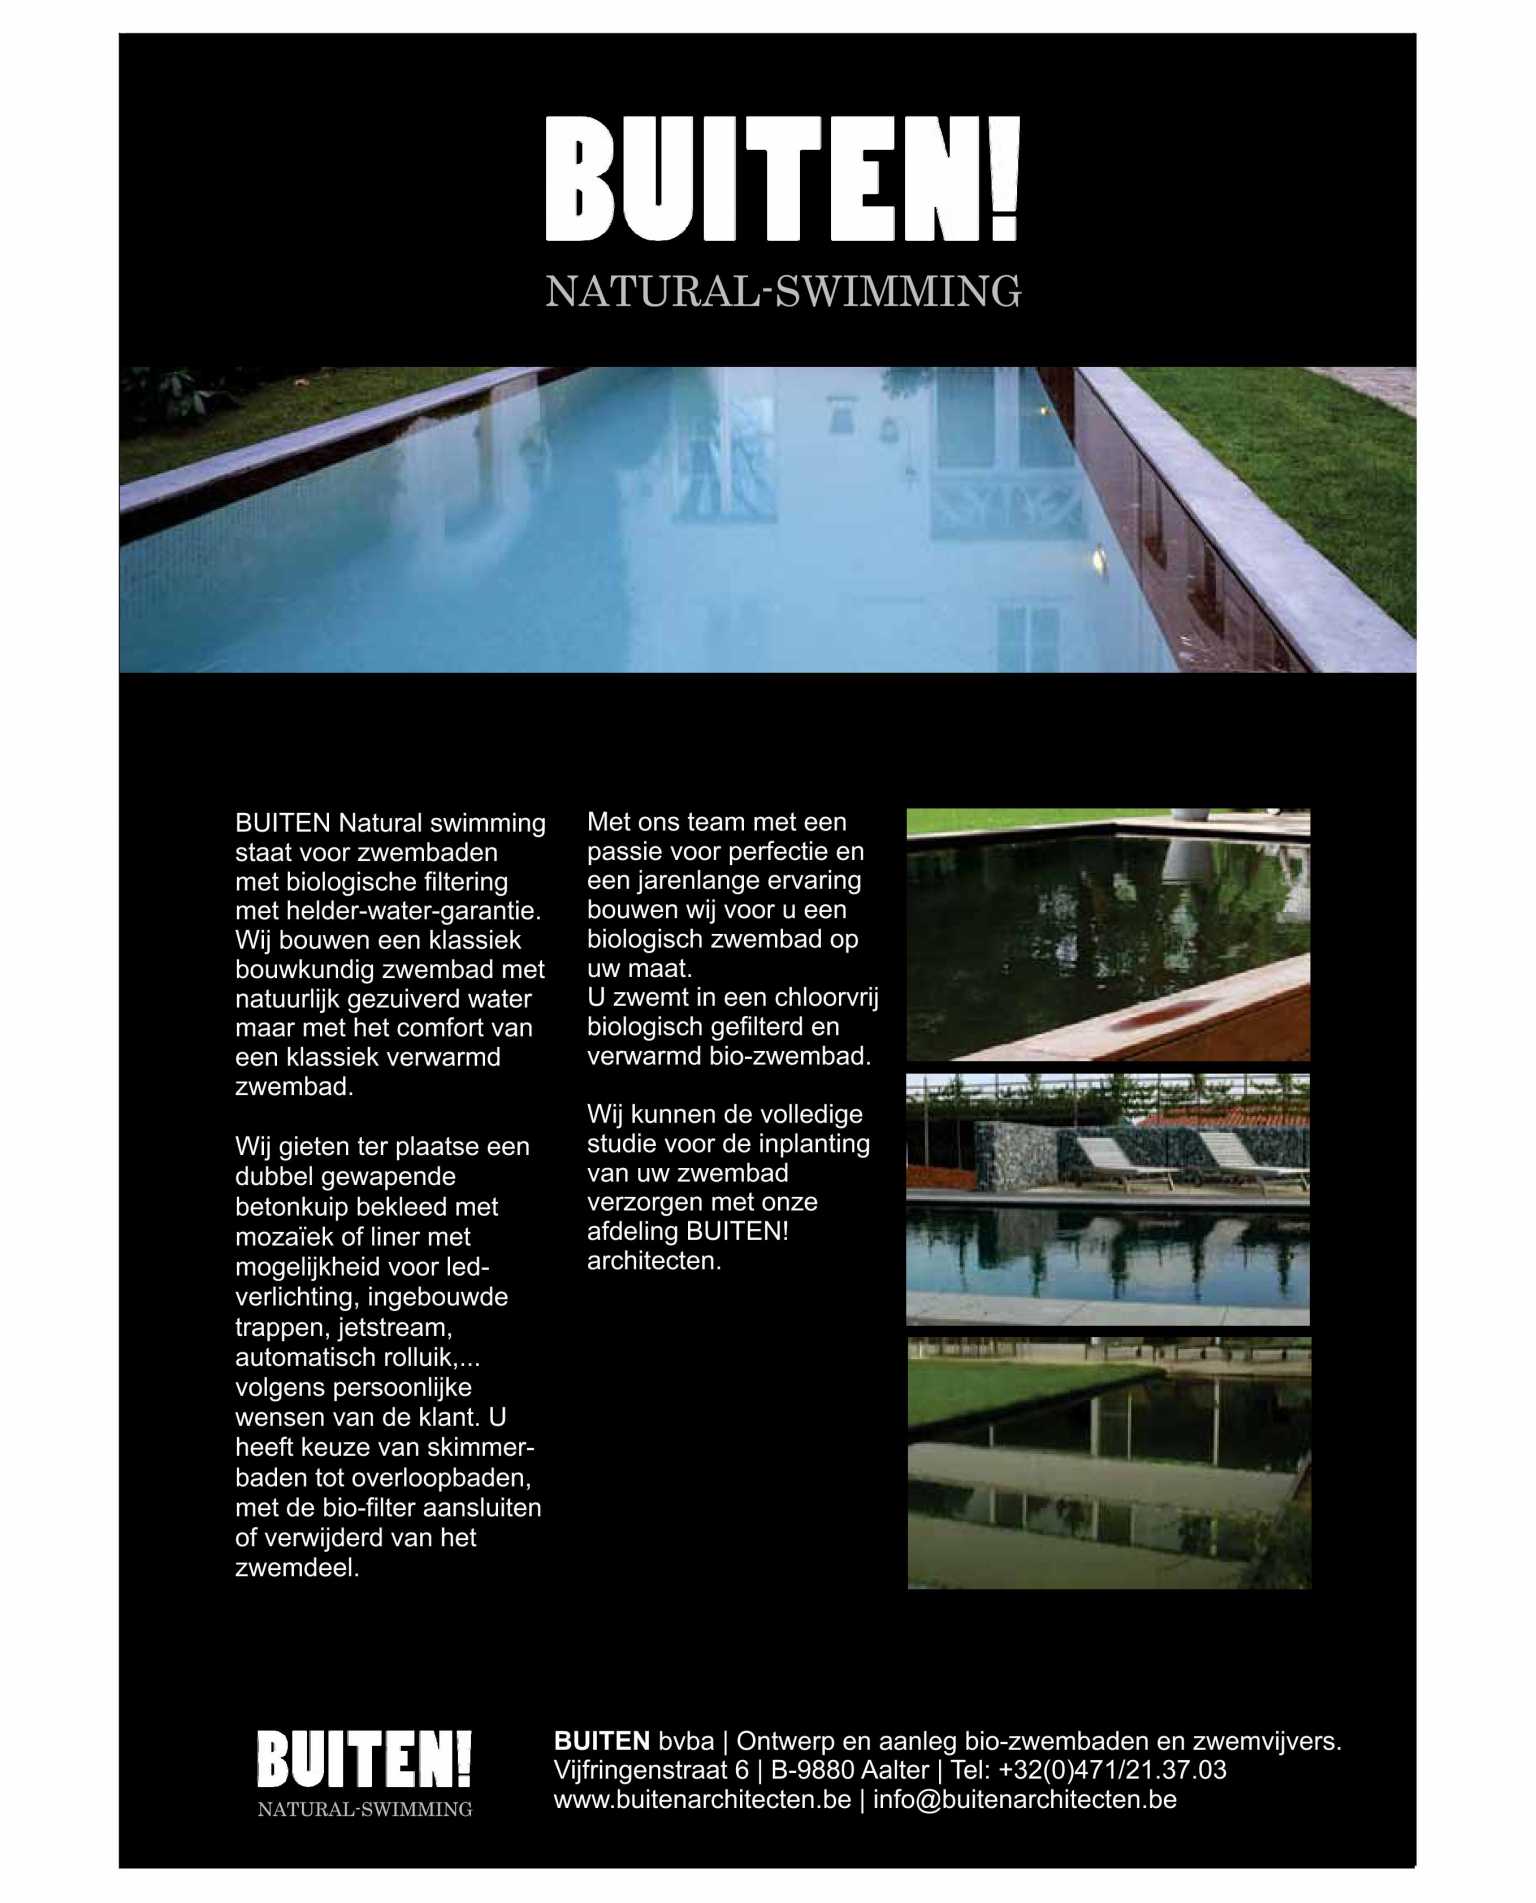 BUITEN!
NATURAL-SWIMMING
BUITEN Natural swimming
staat voor zwembaden
met biologische filtering
met helder-water-garantie.
Wij bouwen een klassiek
bouwkundig zwembad met
natuurlijk gezuiverd water
maar met het comfort van
een klassiek verwarmd
zwembad.
Wij gieten ter plaatse een
dubbel gewapende
betonkuip bekleed met
mozaïek of liner met
mogelijkheid voor led-
verlichting, ingebouwde
trappen, jetstream,
automatisch rolluik,...
volgens persoonlijke
wensen van de klant. U
heeft keuze van skimmer-
baden tot overloopbaden,
met de bio-filter aansluiten
of verwijderd van het
zwemdeel.
Met ons team met een
passie voor perfectie en
een jarenlange ervaring
bouwen wij voor u een
biologisch zwembad op
uw maat.
U zwemt in een chloorvrij
biologisch gefilterd en
verwarmd bio-zwembad.
Wij kunnen de volledige
studie voor de inplanting
van uw zwembad
verzorgen met onze
afdeling BUITEN!
architecten.
BUITEN!
NATURAL-SWIMMING
BUITEN bvba | Ontwerp en aanleg bio-zwembaden en zwemvijvers.
Vijfringenstraat 6 | B-9880 Aalter | Tel: +32(0)471/21.37.03
www.buitenarchitecten.be | info@buitenarchitecten.be